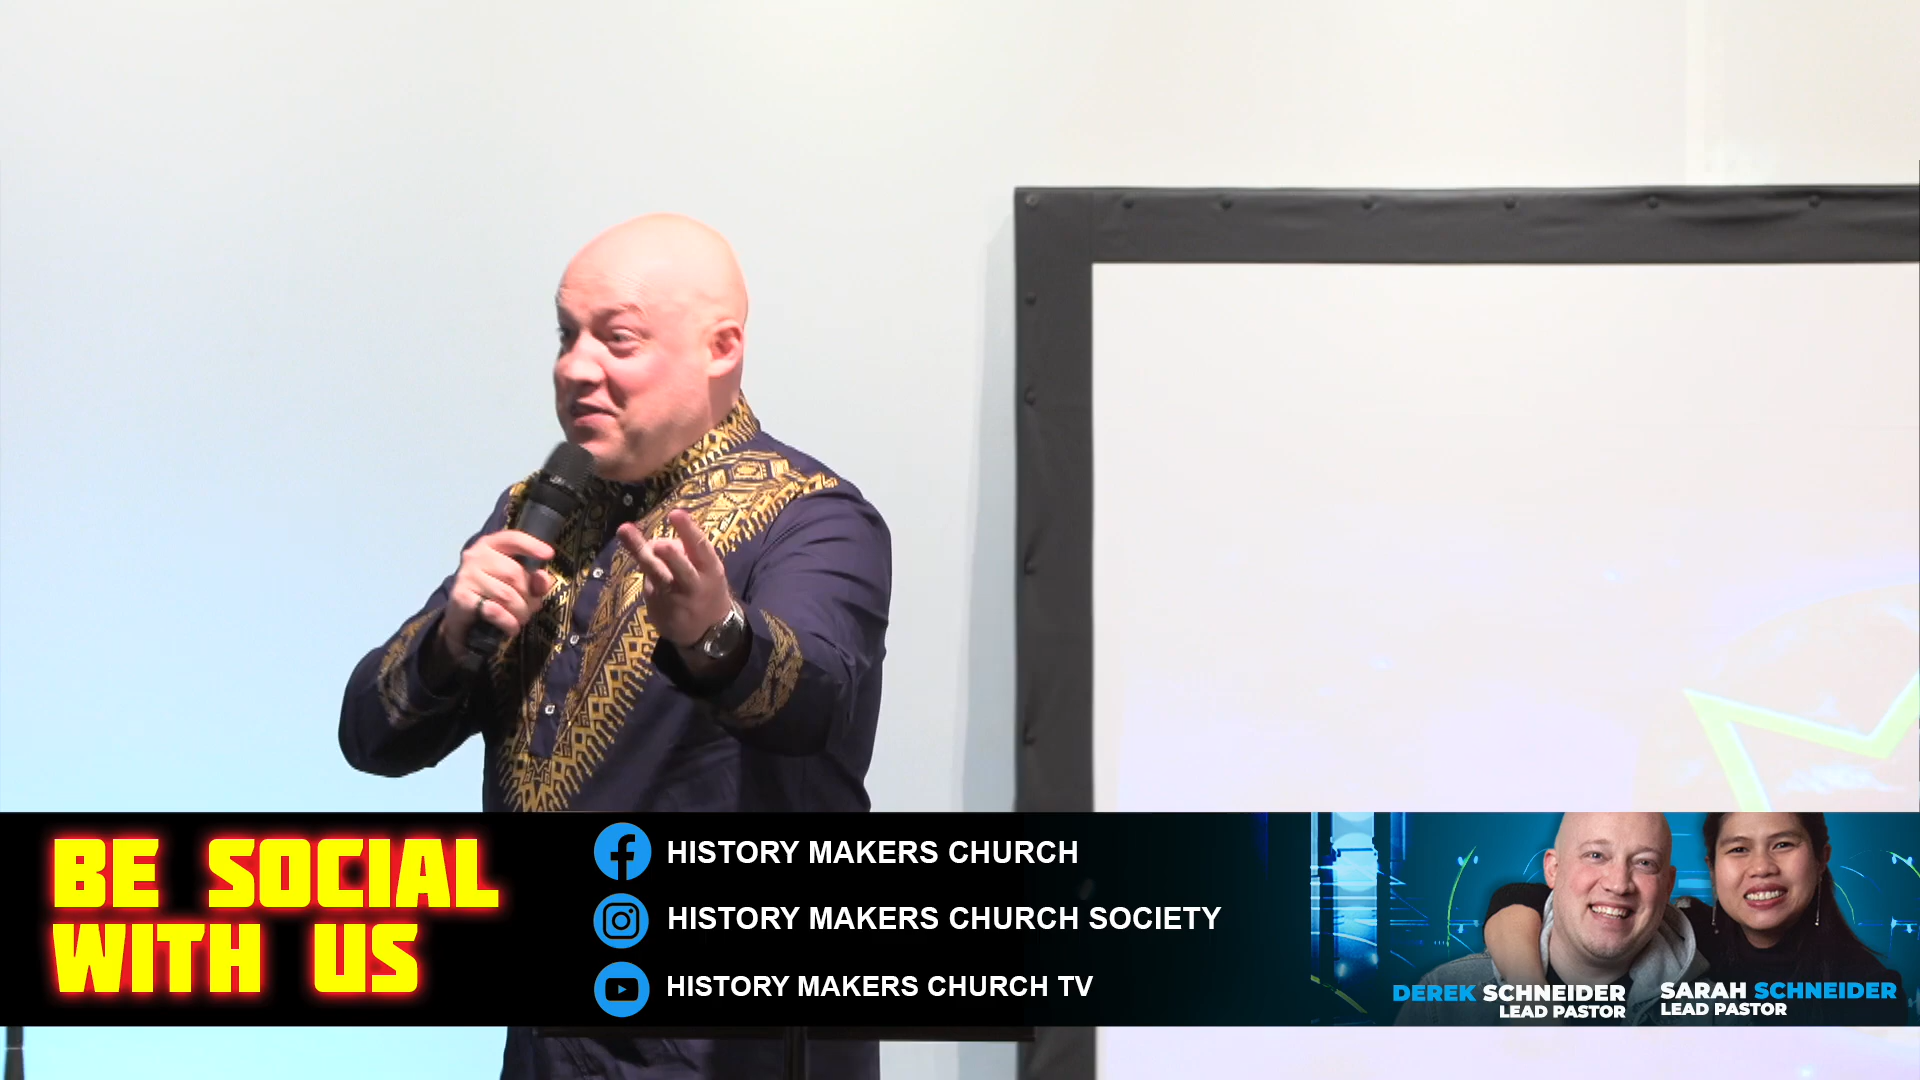 BE SOCIAL
WITH US
HISTORY MAKERS CHURCH
HISTORY MAKERS CHURCH SOCIETY
HISTORY MAKERS CHURCH TV
DEREK SCHNEIDER
LEAD PASTOR
SARAH SCHNEIDER
LEAD PASTOR